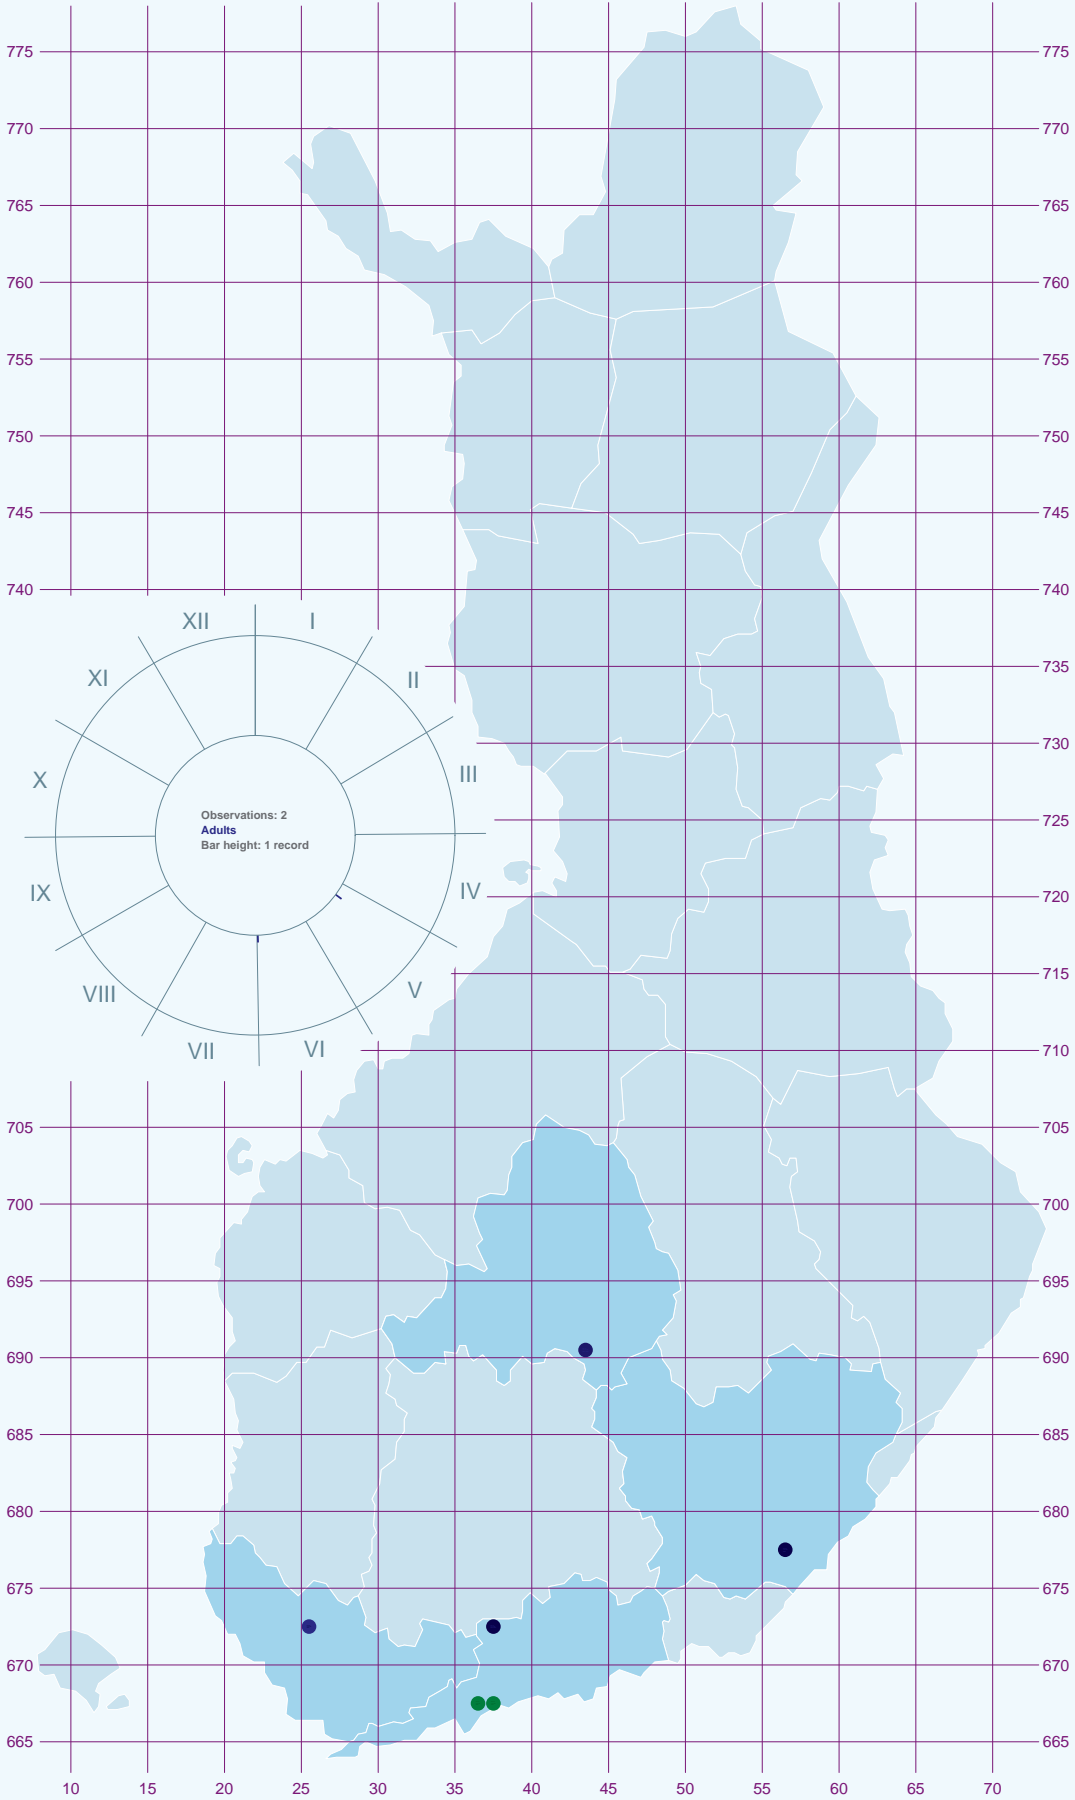 775 775
770 770
765 765
760 760
755 755
750 750
745 745
740 740
XII I
XI II
735
X III
730
Observations: 2
Adults
Bar height: 1 record
725
IX IV
720
VIII V
715
VII VI
710
705 705
700 700
695 695
690 690
685 685
680 680
675 675
670 670
665 665
10 15 20 25 30 35 40 45 50 55 60 65 70